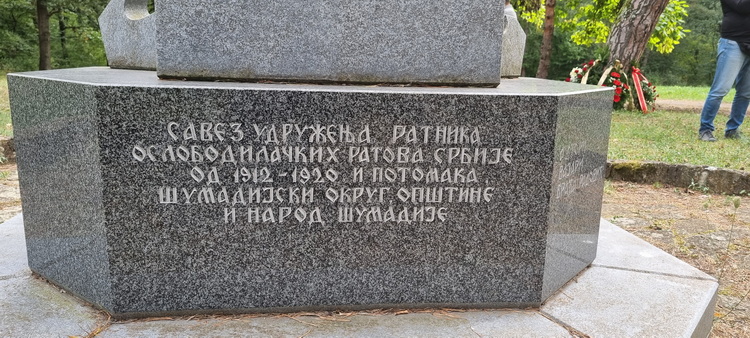 САВЕЗ УДРУЖЕЊА РАТНИКА
ОСЛОБОДИЛАЧКИХ РАТОВА СРБИЈЕ
ОД 1912-1920 И ПОТОМАКА
ШУМАДИЈСКИ ОКРУГ, ОПШТИНЕ
И НАРОД ШУМАДИЈЕ